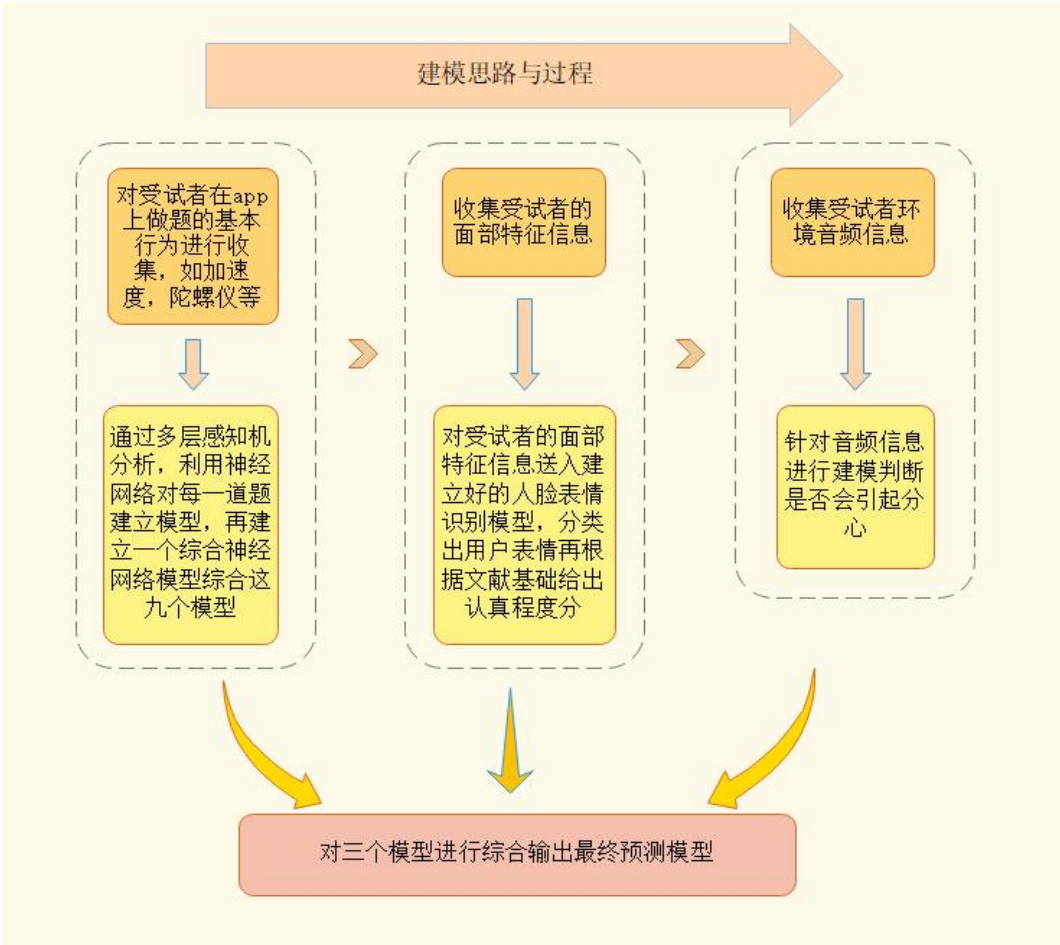 建模思路与过程
对受试者在app
上做题的基本
行为进行收
集，如加速
度，陀螺仪等
收集受试者的
面部特征信息
收集受试者环
境音频信息
通过多层感知机
分析，利用神经
网络对每一道题
建立模型，再建
立一个综合神经
网络模型综合这
九个模型
对受试者的面部
特征信息送入建
立好的人脸表情
识别模型，分类
出用户表情再根
据文献基础给出
认真程度分
针对音频信息
进行建模判断
是否会引起分
心
对三个模型进行综合输出最终预测模型